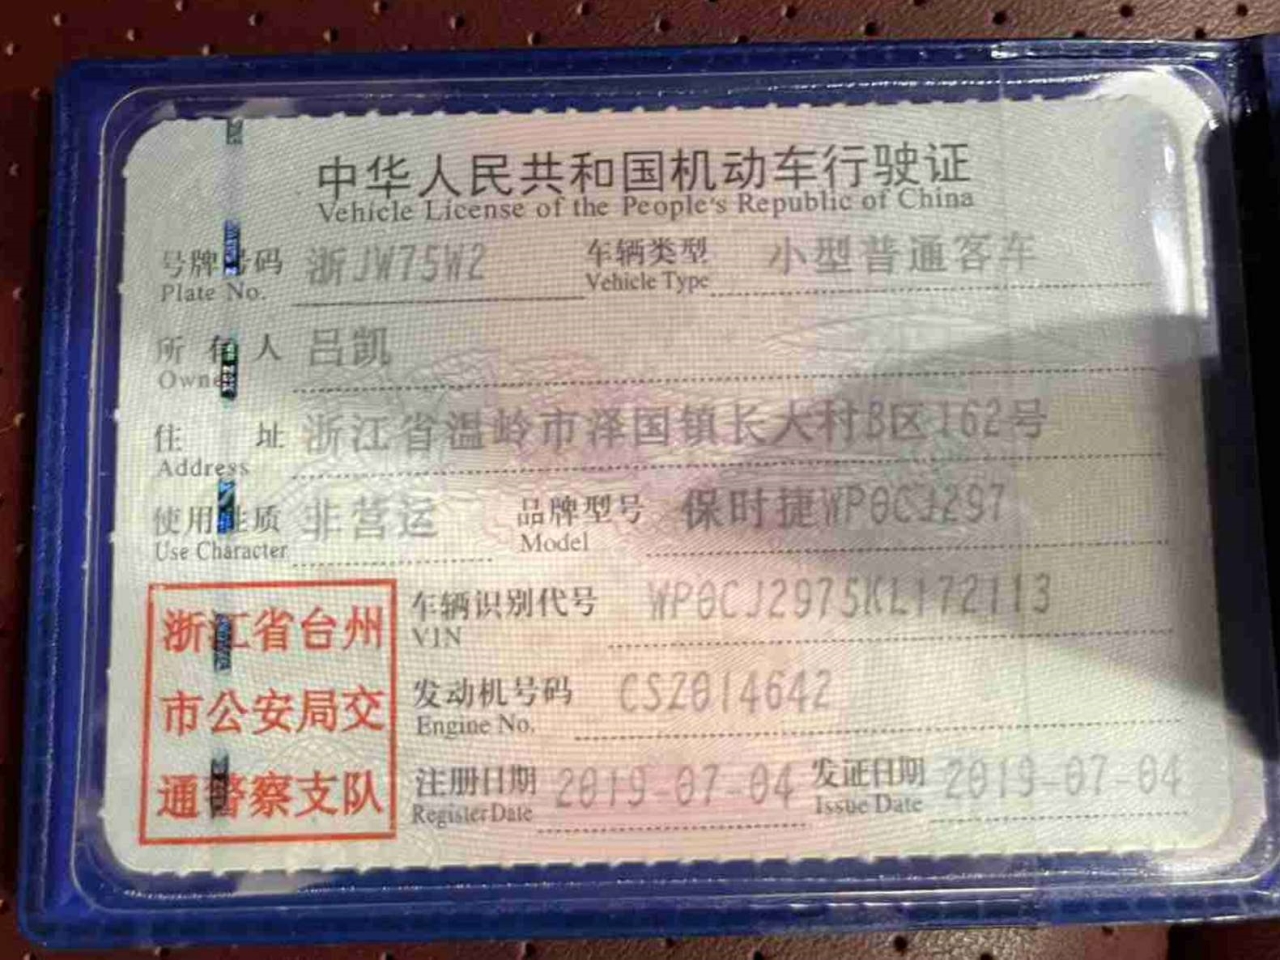 中华人民共和国机动车行驶证
Vehicle License of the People's Republic of China
号牌号码 浙JW75W2 车辆类型 小型普通客车
Plate No. Vehicle Type
所有人 吕凯
Owner
住址 浙江省温岭市泽国镇长大村B区162号
Address
使用性质 非营运 品牌型号 保时捷WP0CJ297
Use Character Model
浙江省台州
市公安局交
通警察支队
车辆识别代号 WP0CJ2975KL172113
VIN
发动机号码 CSZ014642
Engine No.
注册日期 2019-07-04 发证日期 2019-07-04
Register Date Issue Date